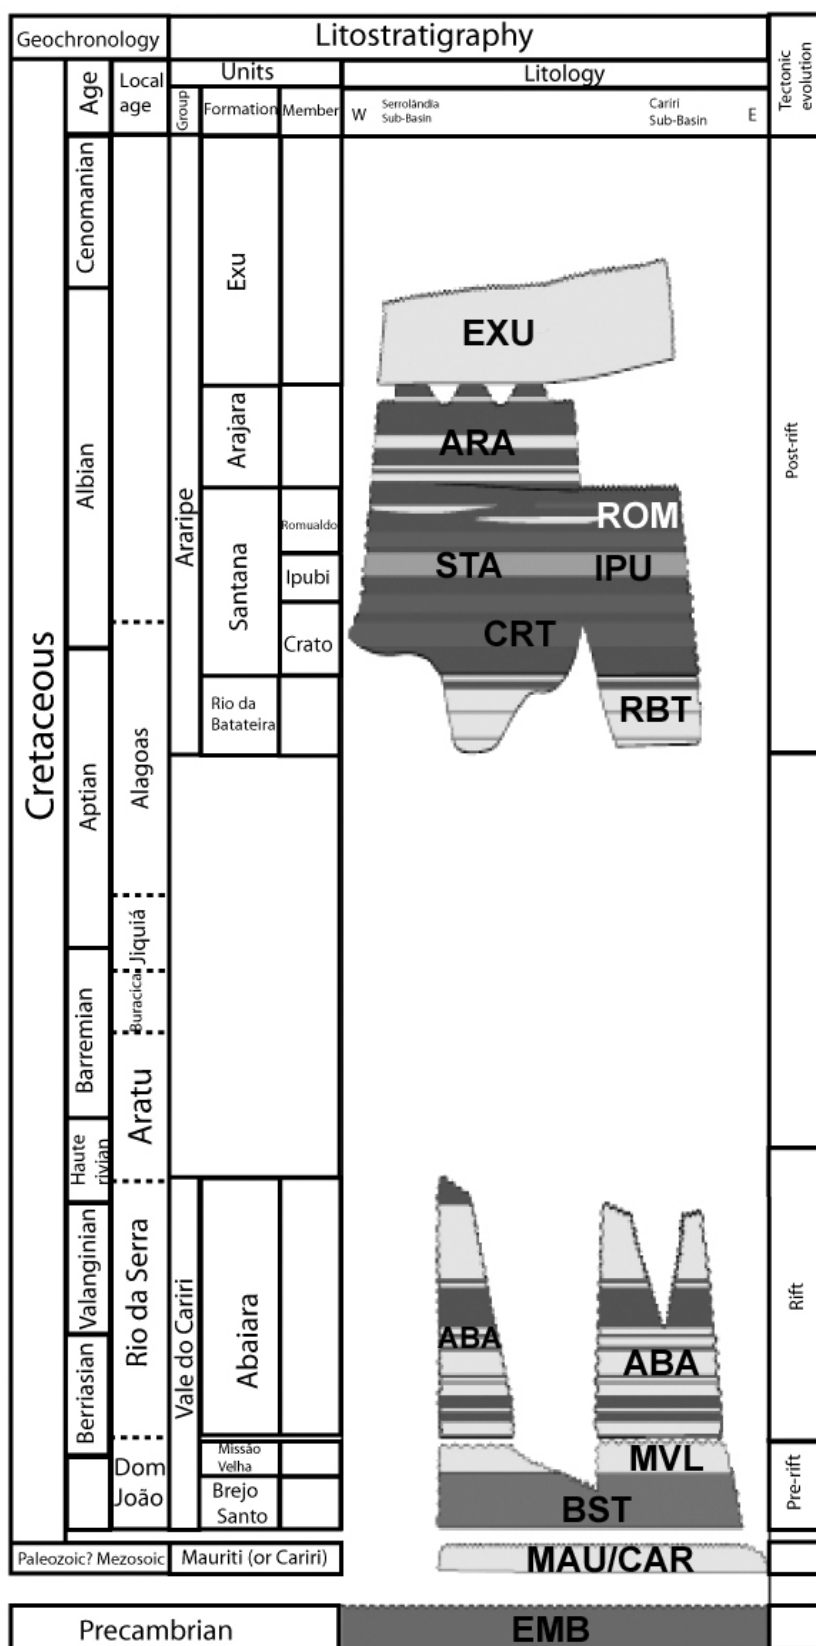 Geochronology
Litostratigraphy
Tectonic
evolution
Age
Local
age
Units
Litology
Group
Formation
Member
W
Serrolândia
Sub-Basin
Cariri
Sub-Basin
E
Cretaceous
Cenomanian
Albian
Aptian
Barremian
Haute
rivian
Valanginian
Berriasian
Alagoas
Jiquiá
Buracica
Aratu
Rio da Serra
Dom
João
Araripe
Vale do Cariri
Exu
Arajara
Santana
Rio da
Batateira
Abaiara
Missão
Velha
Brejo
Santo
Romualdo
Ipubi
Crato
EXU
ARA
ROM
STA
IPU
CRT
RBT
ABA
ABA
MVL
BST
MAU/CAR
EMB
Post-rift
Rift
Pre-rift
Paleozoic? Mezosoic
Mauriti (or Cariri)
Precambrian